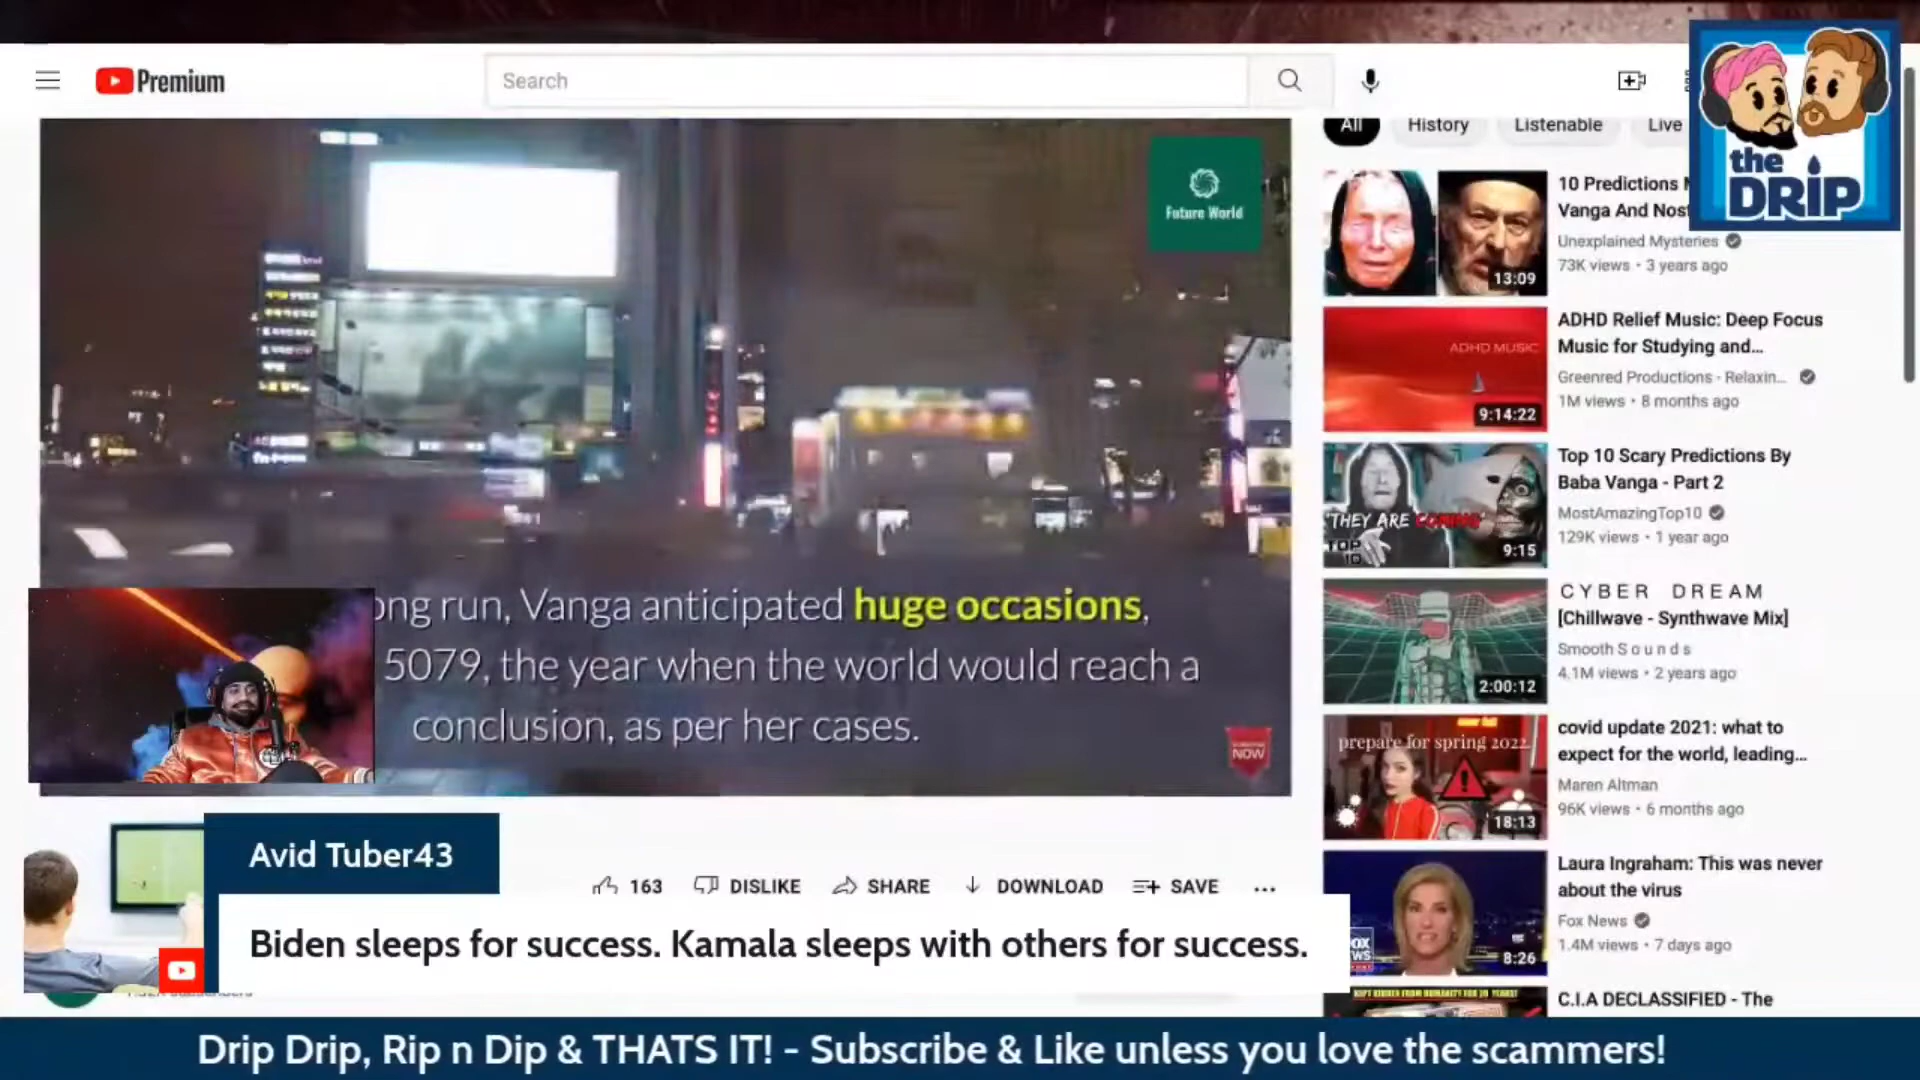 Premium
Search
Future World
ong run, Vanga anticipated huge occasions,
5079, the year when the world would reach a
conclusion, as per her cases.
NOW
All
History
Listenable
Live
the
DRIP
10 Predictions
Vanga And Nos
Unexplained Mysteries
73K views • 3 years ago
13:09
ADHD MUSIC
9:14:22
ADHD Relief Music: Deep Focus
Music for Studying and...
Greenred Productions - Relaxin...
1M views • 8 months ago
"THEY ARE COMING"
TOP
10
9:15
Top 10 Scary Predictions By
Baba Vanga - Part 2
MostAmazingTop10
129K views • 1 year ago
2:00:12
C Y B E R D R E A M
[Chillwave - Synthwave Mix]
Smooth S o u n d s
4.1M views • 2 years ago
prepare for spring 2022
18:13
covid update 2021: what to
expect for the world, leading...
Maren Altman
96K views • 6 months ago
8:26
Laura Ingraham: This was never
about the virus
Fox News
1.4M views • 7 days ago
C.I.A DECLASSIFIED - The
163
DISLIKE
SHARE
DOWNLOAD
SAVE
Avid Tuber43
Biden sleeps for success. Kamala sleeps with others for success.
Drip Drip, Rip n Dip & THATS IT! - Subscribe & Like unless you love the scammers!